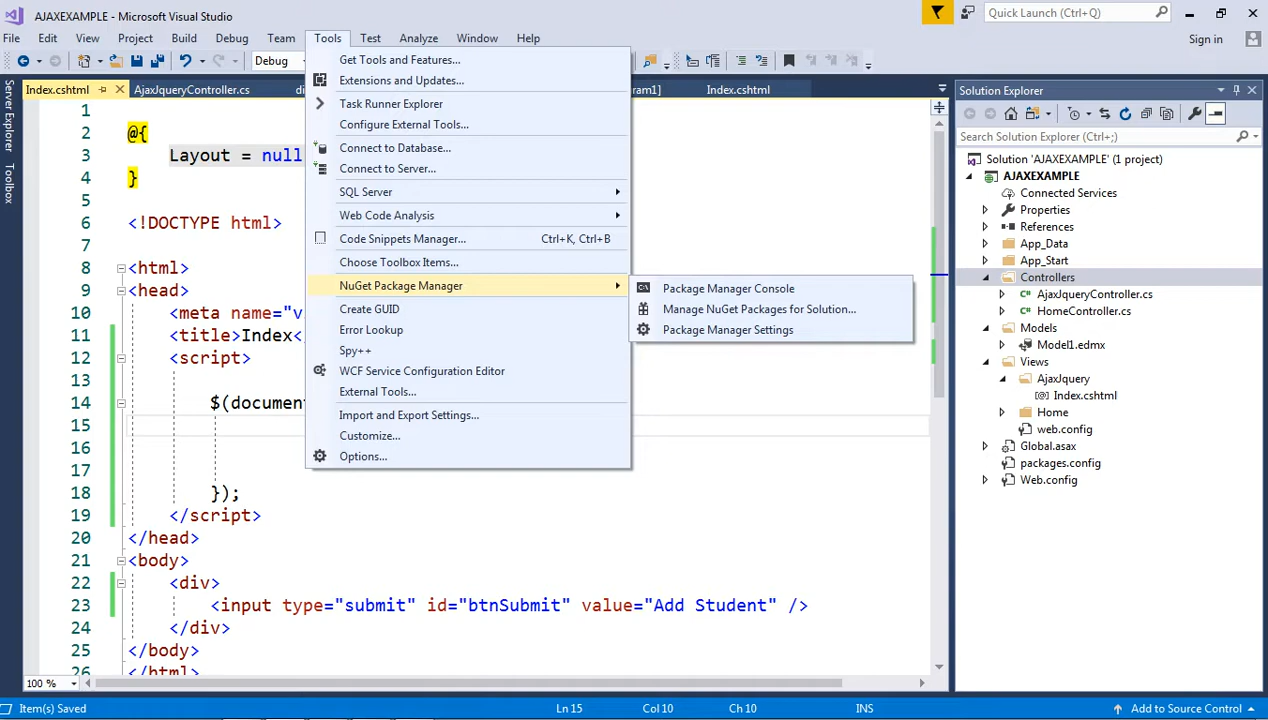 AJAXEXAMPLE - Microsoft Visual Studio
Quick Launch (Ctrl+Q)
File Edit View Project Build Debug Team Tools Test Analyze Window Help
Sign in
Debug
Index.cshtml
AjaxJqueryController.cs
di
ram1]
Index.cshtml
Server Explorer
Toolbox
1
2 @{
3 Layout = null
4 }
5
6 <!DOCTYPE html>
7
8 <html>
9 <head>
10 <meta name="v
11 <title>Index<
12 <script>
13
14 $(document
15
16
17
18 });
19 </script>
20 </head>
21 <body>
22 <div>
23 <input type="submit" id="btnSubmit" value="Add Student" />
24 </div>
25 </body>
26 </html>
100 %
Get Tools and Features...
Extensions and Updates...
Task Runner Explorer
Configure External Tools...
Connect to Database...
Connect to Server...
SQL Server
Web Code Analysis
Code Snippets Manager... Ctrl+K, Ctrl+B
Choose Toolbox Items...
NuGet Package Manager
Create GUID
Error Lookup
Spy++
WCF Service Configuration Editor
External Tools...
Import and Export Settings...
Customize...
Options...
Package Manager Console
Manage NuGet Packages for Solution...
Package Manager Settings
Solution Explorer
Search Solution Explorer (Ctrl+;)
Solution 'AJAXEXAMPLE' (1 project)
AJAXEXAMPLE
Connected Services
Properties
References
App_Data
App_Start
Controllers
AjaxJqueryController.cs
HomeController.cs
Models
Model1.edmx
Views
AjaxJquery
Index.cshtml
Home
web.config
Global.asax
packages.config
Web.config
Item(s) Saved
Ln 15
Col 10
Ch 10
INS
Add to Source Control